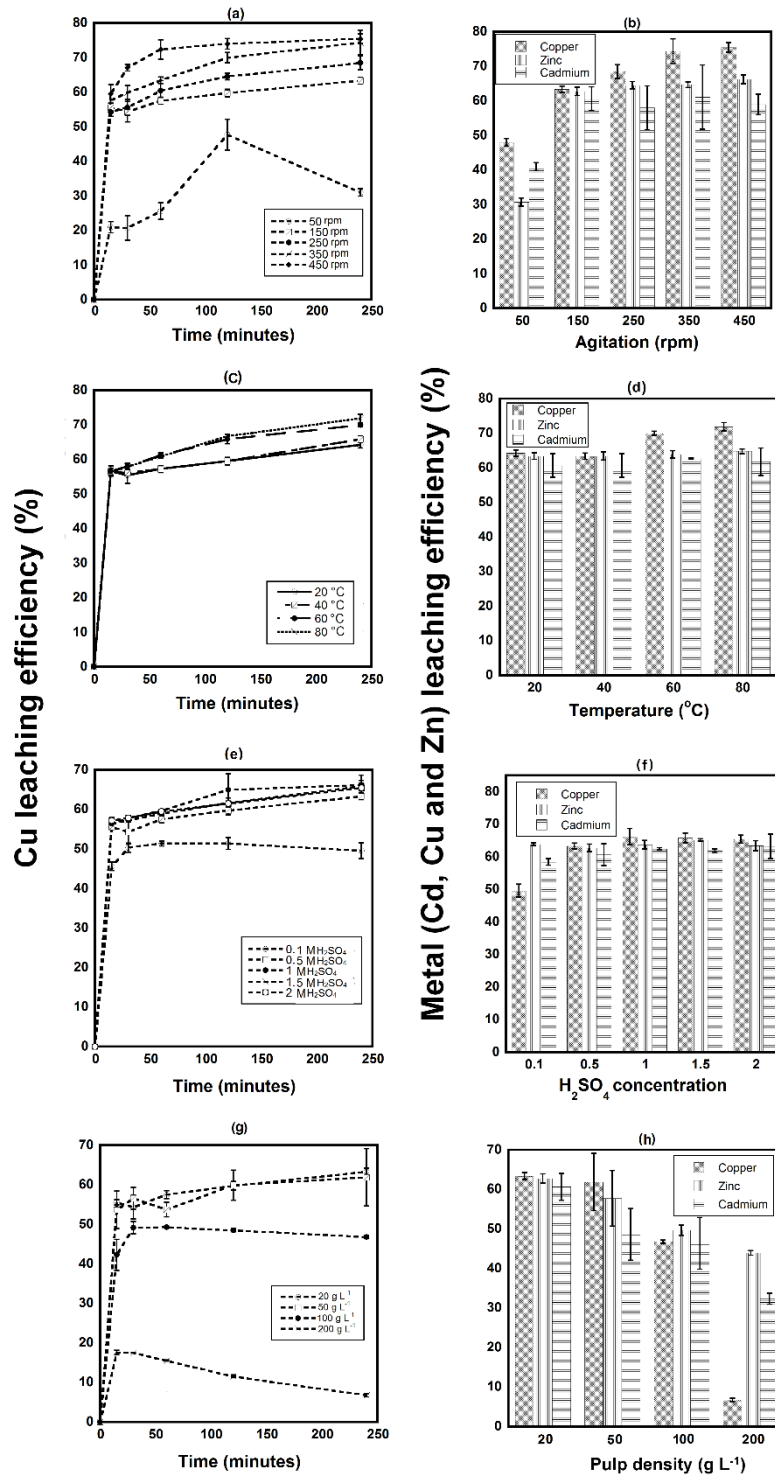 (a)
80
70
60
50
40
30
20
10
0
50 rpm
150 rpm
250 rpm
350 rpm
450 rpm
0 50 100 150 200 250
Time (minutes)
(b)
80
70
60
50
40
30
20
10
0
Copper
Zinc
Cadmium
50 150 250 350 450
Agitation (rpm)
(C)
80
70
60
50
40
30
20
10
0
20 °C
40 °C
60 °C
80 °C
0 50 100 150 200 250
Time (minutes)
(d)
80
70
60
50
40
30
20
10
0
Copper
Zinc
Cadmium
20 40 60 80
Temperature (°C)
Cu leaching efficiency (%)
Metal (Cd, Cu and Zn) leaching efficiency (%)
(e)
70
60
50
40
30
20
10
0
0.1 MH2SO4
0.5 MH2SO4
1 MH2SO4
1.5 MH2SO4
2 MH2SO4
0 50 100 150 200 250
Time (minutes)
(f)
80
70
60
50
40
30
20
10
0
Copper
Zinc
Cadmium
0.1 0.5 1 1.5 2
H2SO4 concentration
(g)
70
60
50
40
30
20
10
0
20 g L-1
50 g L-1
100 g L-1
200 g L-1
0 50 100 150 200 250
Time (minutes)
(h)
70
60
50
40
30
20
10
0
Copper
Zinc
Cadmium
20 50 100 200
Pulp density (g L-1)